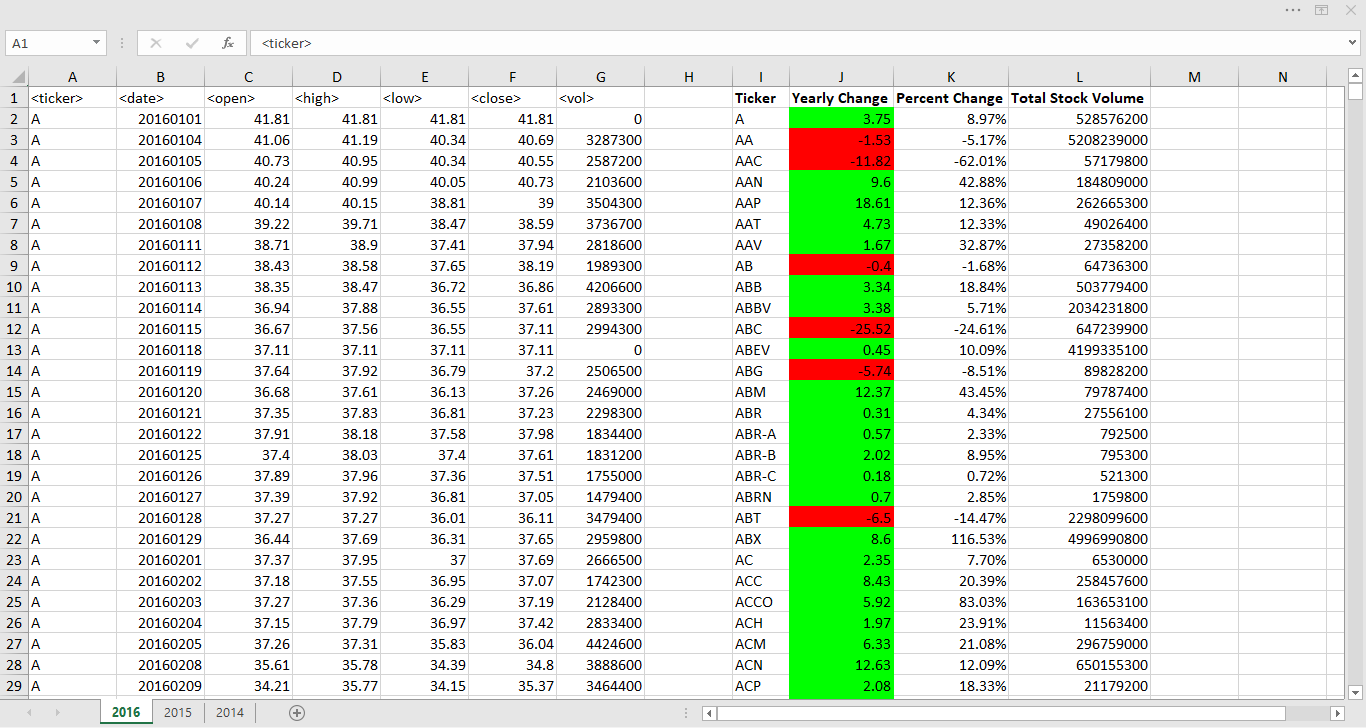 A1 fx <ticker>
A B C D E F G H I J K L M N
1 <ticker> <date> <open> <high> <low> <close> <vol> Ticker Yearly Change Percent Change Total Stock Volume
2 A 20160101 41.81 41.81 41.81 41.81 0 A 3.75 8.97% 528576200
3 A 20160104 41.06 41.19 40.34 40.69 3287300 AA -1.53 -5.17% 5208239000
4 A 20160105 40.73 40.95 40.34 40.55 2587200 AAC -11.82 -62.01% 57179800
5 A 20160106 40.24 40.99 40.05 40.73 2103600 AAN 9.6 42.88% 184809000
6 A 20160107 40.14 40.15 38.81 39 3504300 AAP 18.61 12.36% 262665300
7 A 20160108 39.22 39.71 38.47 38.59 3736700 AAT 4.73 12.33% 49026400
8 A 20160111 38.71 38.9 37.41 37.94 2818600 AAV 1.67 32.87% 27358200
9 A 20160112 38.43 38.58 37.65 38.19 1989300 AB -0.4 -1.68% 64736300
10 A 20160113 38.35 38.47 36.72 36.86 4206600 ABB 3.34 18.84% 503779400
11 A 20160114 36.94 37.88 36.55 37.61 2893300 ABBV 3.38 5.71% 2034231800
12 A 20160115 36.67 37.56 36.55 37.11 2994300 ABC -25.52 -24.61% 647239900
13 A 20160118 37.11 37.11 37.11 37.11 0 ABEV 0.45 10.09% 4199335100
14 A 20160119 37.64 37.92 36.79 37.2 2506500 ABG -5.74 -8.51% 89828200
15 A 20160120 36.68 37.61 36.13 37.26 2469000 ABM 12.37 43.45% 79787400
16 A 20160121 37.35 37.83 36.81 37.23 2298300 ABR 0.31 4.34% 27556100
17 A 20160122 37.91 38.18 37.58 37.98 1834400 ABR-A 0.57 2.33% 792500
18 A 20160125 37.4 38.03 37.4 37.61 1831200 ABR-B 2.02 8.95% 795300
19 A 20160126 37.89 37.96 37.36 37.51 1755000 ABR-C 0.18 0.72% 521300
20 A 20160127 37.39 37.92 36.81 37.05 1479400 ABRN 0.7 2.85% 1759800
21 A 20160128 37.27 37.27 36.01 36.11 3479400 ABT -6.5 -14.47% 2298099600
22 A 20160129 36.44 37.69 36.31 37.65 2959800 ABX 8.6 116.53% 4996990800
23 A 20160201 37.37 37.95 37 37.69 2666500 AC 2.35 7.70% 6530000
24 A 20160202 37.18 37.55 36.95 37.07 1742300 ACC 8.43 20.39% 258457600
25 A 20160203 37.27 37.36 36.29 37.19 2128400 ACCO 5.92 83.03% 163653100
26 A 20160204 37.15 37.79 36.97 37.42 2833400 ACH 1.97 23.91% 11563400
27 A 20160205 37.26 37.31 35.83 36.04 4424600 ACM 6.33 21.08% 296759000
28 A 20160208 35.61 35.78 34.39 34.8 3888600 ACN 12.63 12.09% 650155300
29 A 20160209 34.21 35.77 34.15 35.37 3464400 ACP 2.08 18.33% 21179200
2016 2015 2014